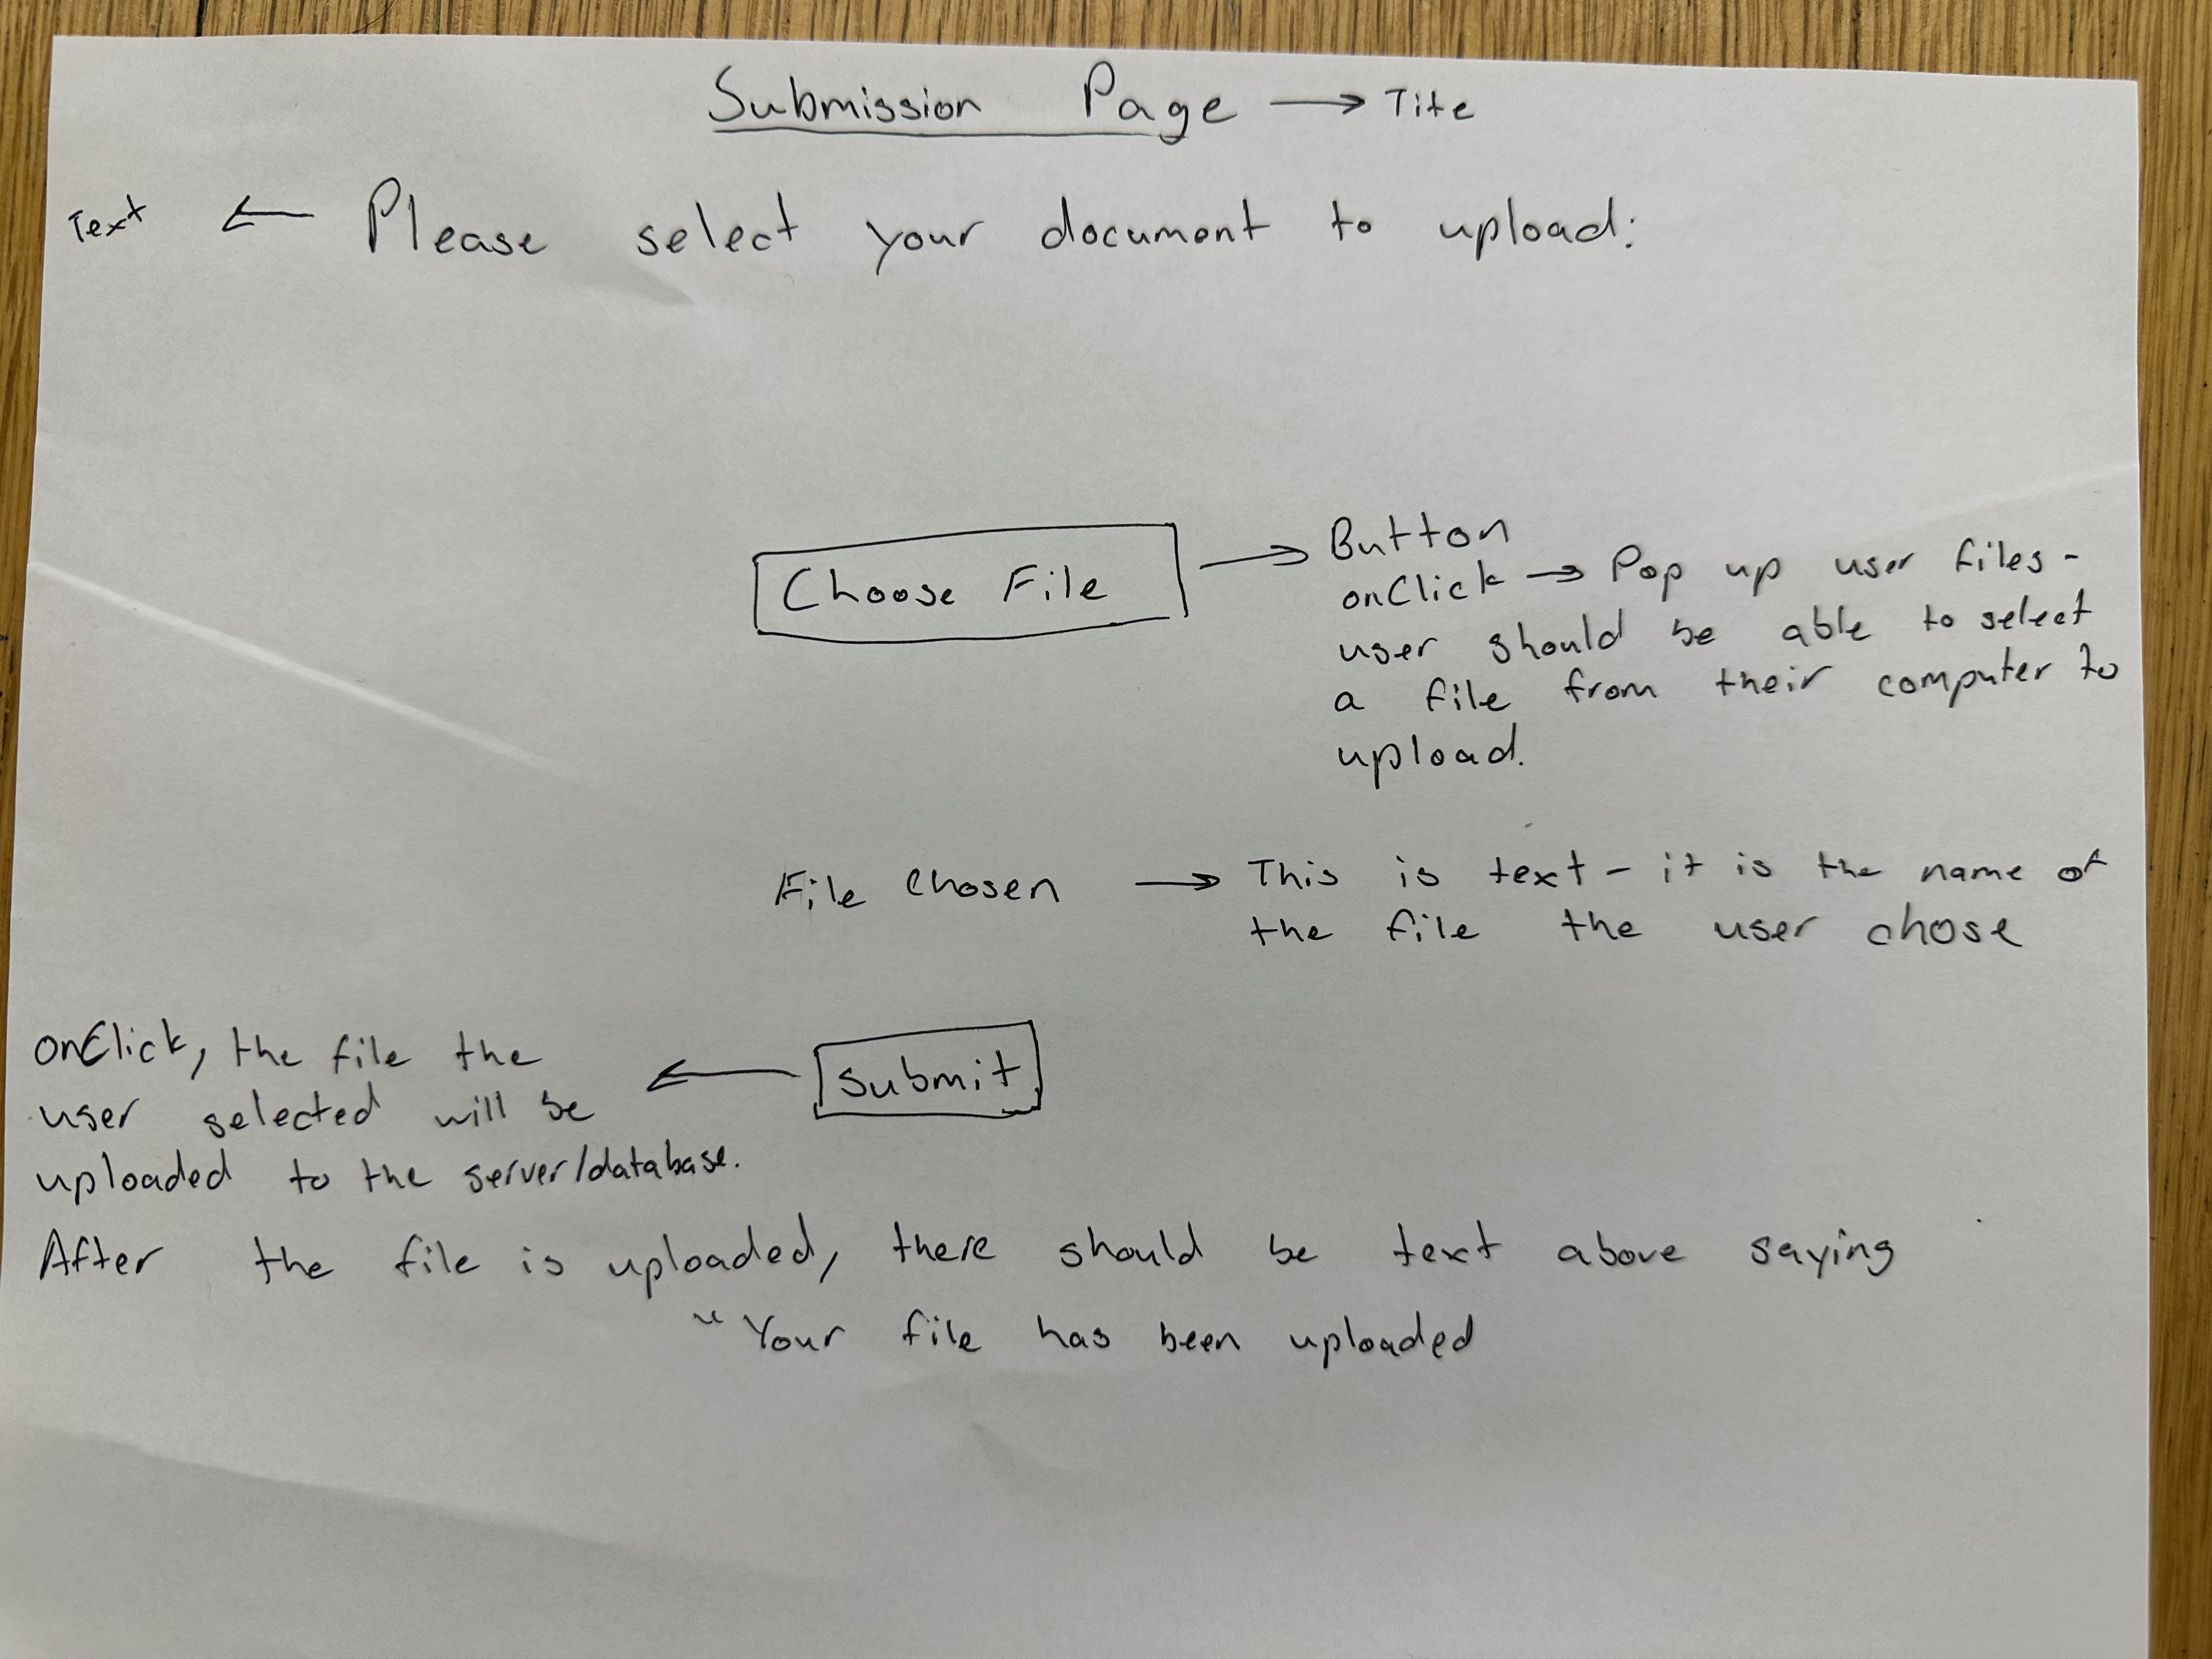 Submission Page → Title
Text ← Please select your document to upload:
Choose File → Button
onClick → Pop up user files -
user should be able to select
a file from their computer to
upload.
File chosen → This is text - it is the name of
the file the user chose
onClick, the file the
user selected will be
uploaded to the server/database.
← Submit
After the file is uploaded, there should be text above saying
"Your file has been uploaded